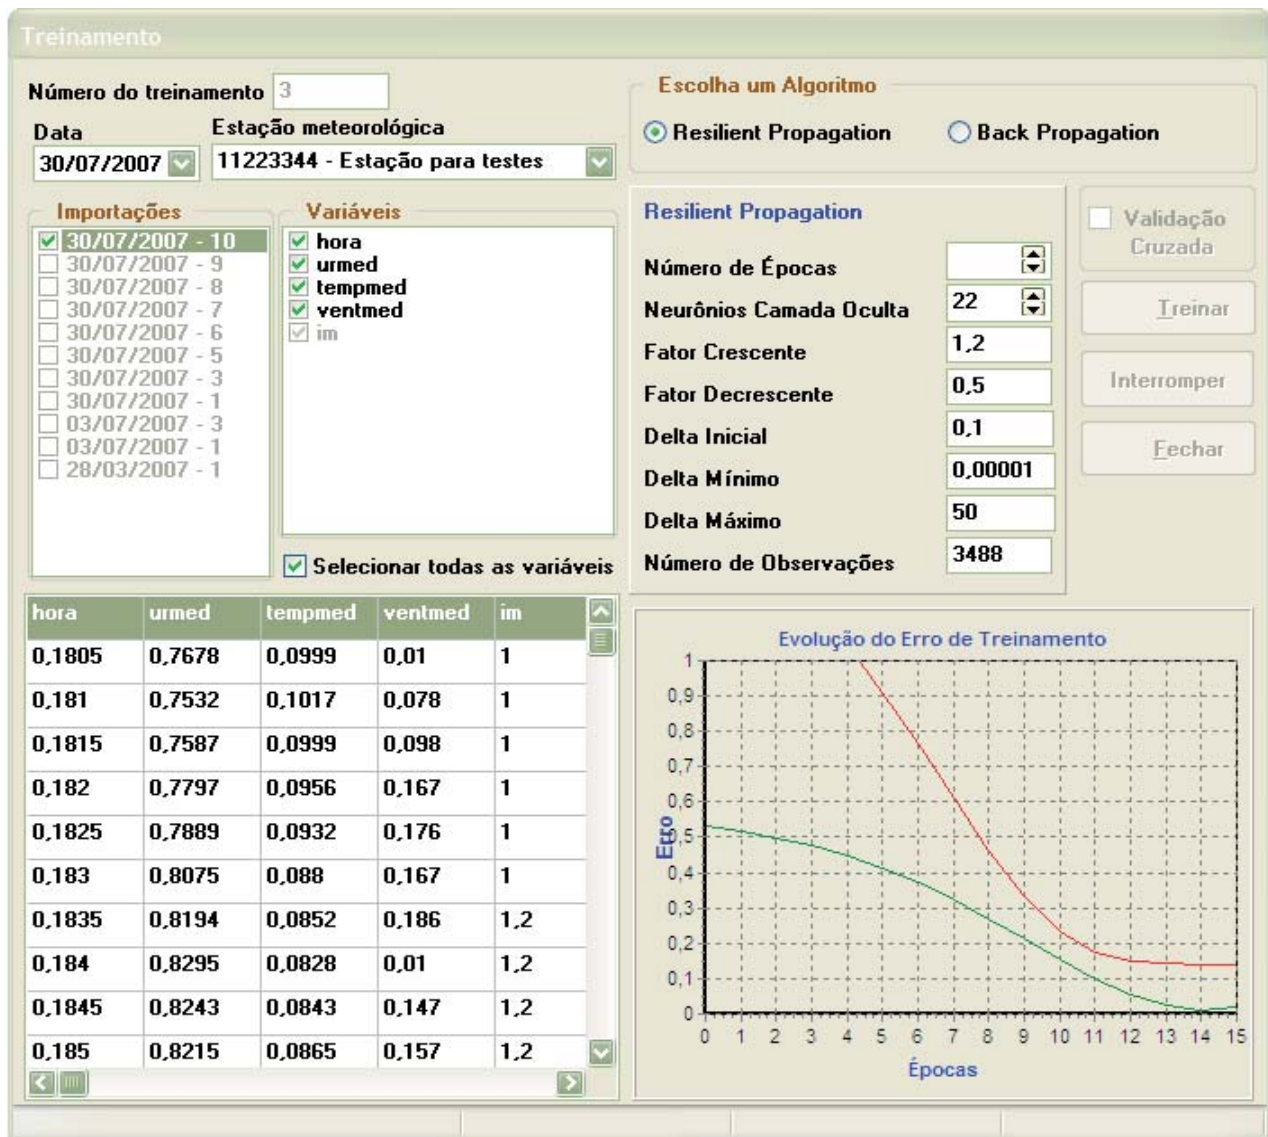 Treinamento
Número do treinamento 3
Data
30/07/2007
Estação meteorológica
11223344 - Estação para testes
Importações
30/07/2007 - 10
30/07/2007 - 9
30/07/2007 - 8
30/07/2007 - 7
30/07/2007 - 6
30/07/2007 - 5
30/07/2007 - 3
30/07/2007 - 1
03/07/2007 - 3
03/07/2007 - 1
28/03/2007 - 1
Variáveis
hora
urmed
tempmed
ventmed
im
Selecionar todas as variáveis
Escolha um Algoritmo
Resilient Propagation
Back Propagation
Resilient Propagation
Número de Épocas
Neurônios Camada Oculta 22
Fator Crescente 1,2
Fator Decrescente 0,5
Delta Inicial 0,1
Delta Mínimo 0,00001
Delta Máximo 50
Número de Observações 3488
Validação
Cruzada
Treinar
Interromper
Fechar
hora urmed tempmed ventmed im
0,1805 0,7678 0,0999 0,01 1
0,181 0,7532 0,1017 0,078 1
0,1815 0,7587 0,0999 0,098 1
0,182 0,7797 0,0956 0,167 1
0,1825 0,7889 0,0932 0,176 1
0,183 0,8075 0,088 0,167 1
0,1835 0,8194 0,0852 0,186 1,2
0,184 0,8295 0,0828 0,01 1,2
0,1845 0,8243 0,0843 0,147 1,2
0,185 0,8215 0,0865 0,157 1,2
Evolução do Erro de Treinamento
1
0,9
0,8
0,7
0,6
0,5
0,4
0,3
0,2
0,1
0
Erro
0 1 2 3 4 5 6 7 8 9 10 11 12 13 14 15
Épocas